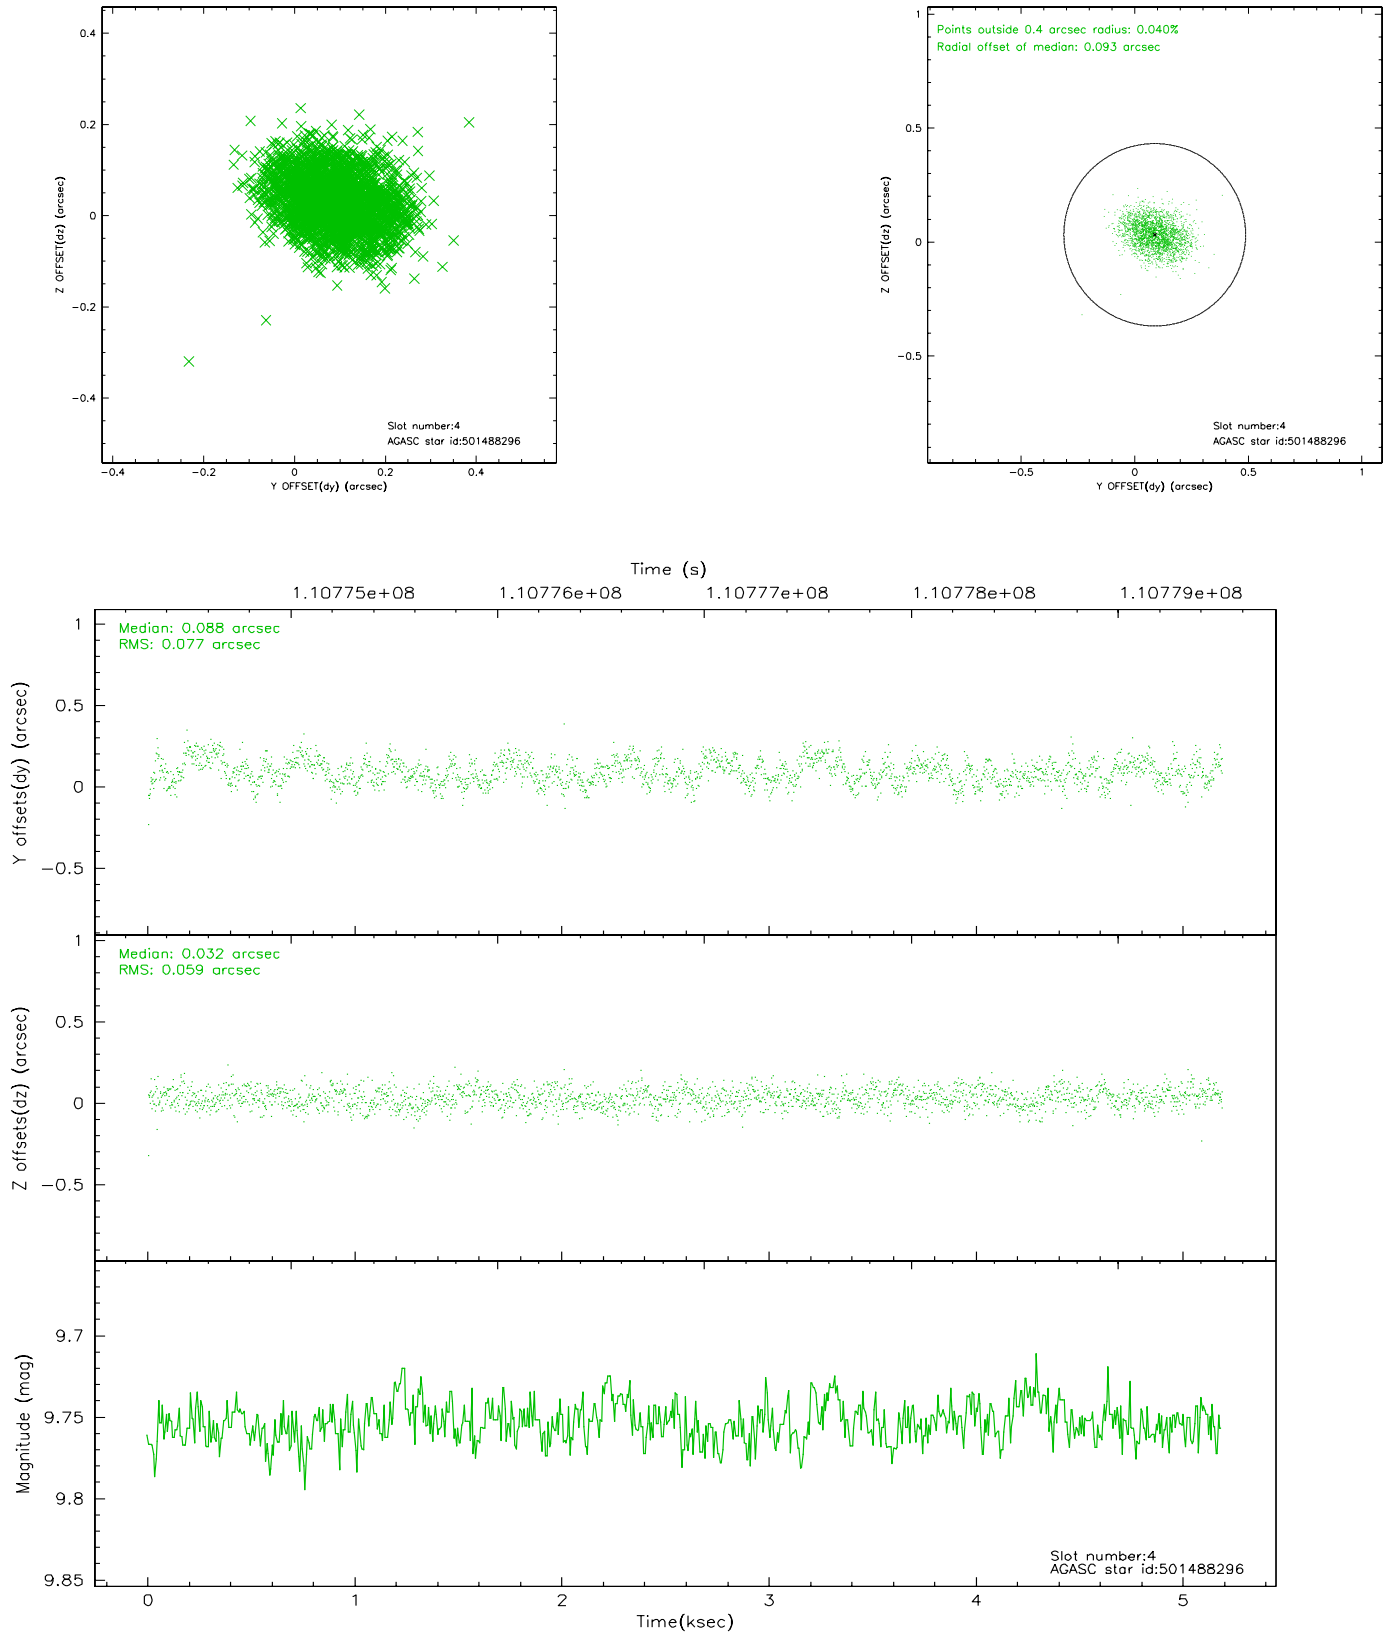 0.4
0.2
0
−0.2
−0.4
Z OFFSET(dz) (arcsec)
Slot number:4
AGASC star id:501488296
−0.4 −0.2 0 0.2 0.4
Y OFFSET(dy) (arcsec)
Points outside 0.4 arcsec radius: 0.040%
Radial offset of median: 0.093 arcsec
1
0.5
0
−0.5
Z OFFSET(dz) (arcsec)
Slot number:4
AGASC star id:501488296
−0.5 0 0.5 1
Y OFFSET(dy) (arcsec)
Time (s)
1.10775e+08 1.10776e+08 1.10777e+08 1.10778e+08 1.10779e+08
Median: 0.088 arcsec
RMS: 0.077 arcsec
1
0.5
0
−0.5
Y offsets(dy) (arcsec)
Median: 0.032 arcsec
RMS: 0.059 arcsec
1
0.5
0
−0.5
Z offsets(dz) (arcsec)
9.7
9.75
9.8
9.85
Magnitude (mag)
Slot number:4
AGASC star id:501488296
0 1 2 3 4 5
Time(ksec)